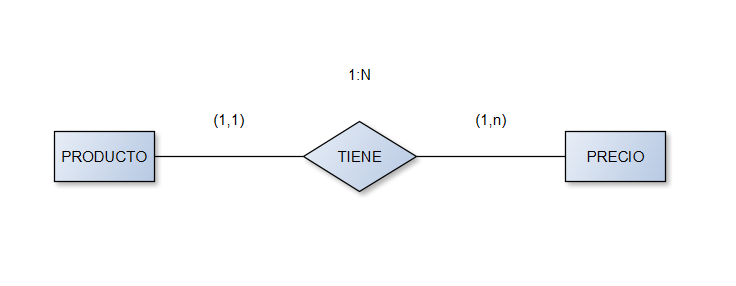 1:N
(1,1)
(1,n)
PRODUCTO
TIENE
PRECIO